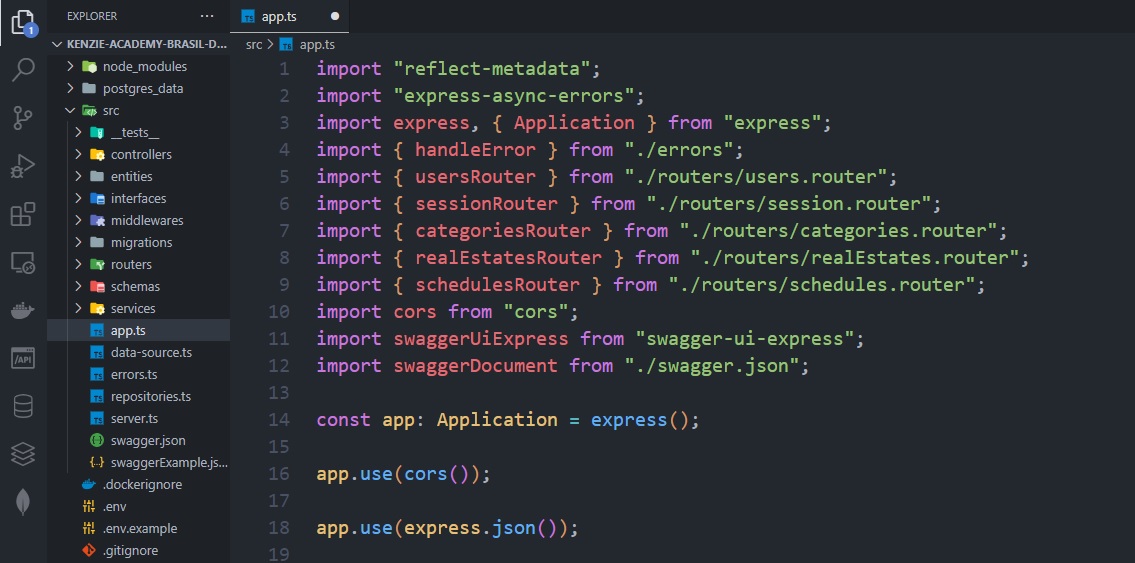 EXPLORER
KENZIE-ACADEMY-BRASIL-D...
node_modules
postgres_data
src
__tests__
controllers
entities
interfaces
middlewares
migrations
routers
schemas
services
app.ts
data-source.ts
errors.ts
repositories.ts
server.ts
swagger.json
swaggerExample.js...
.dockerignore
.env
.env.example
.gitignore
1
/API
app.ts
src > app.ts
1 import "reflect-metadata";
2 import "express-async-errors";
3 import express, { Application } from "express";
4 import { handleError } from "./errors";
5 import { usersRouter } from "./routers/users.router";
6 import { sessionRouter } from "./routers/session.router";
7 import { categoriesRouter } from "./routers/categories.router";
8 import { realEstatesRouter } from "./routers/realEstates.router";
9 import { schedulesRouter } from "./routers/schedules.router";
10 import cors from "cors";
11 import swaggerUiExpress from "swagger-ui-express";
12 import swaggerDocument from "./swagger.json";
13
14 const app: Application = express();
15
16 app.use(cors());
17
18 app.use(express.json());
19